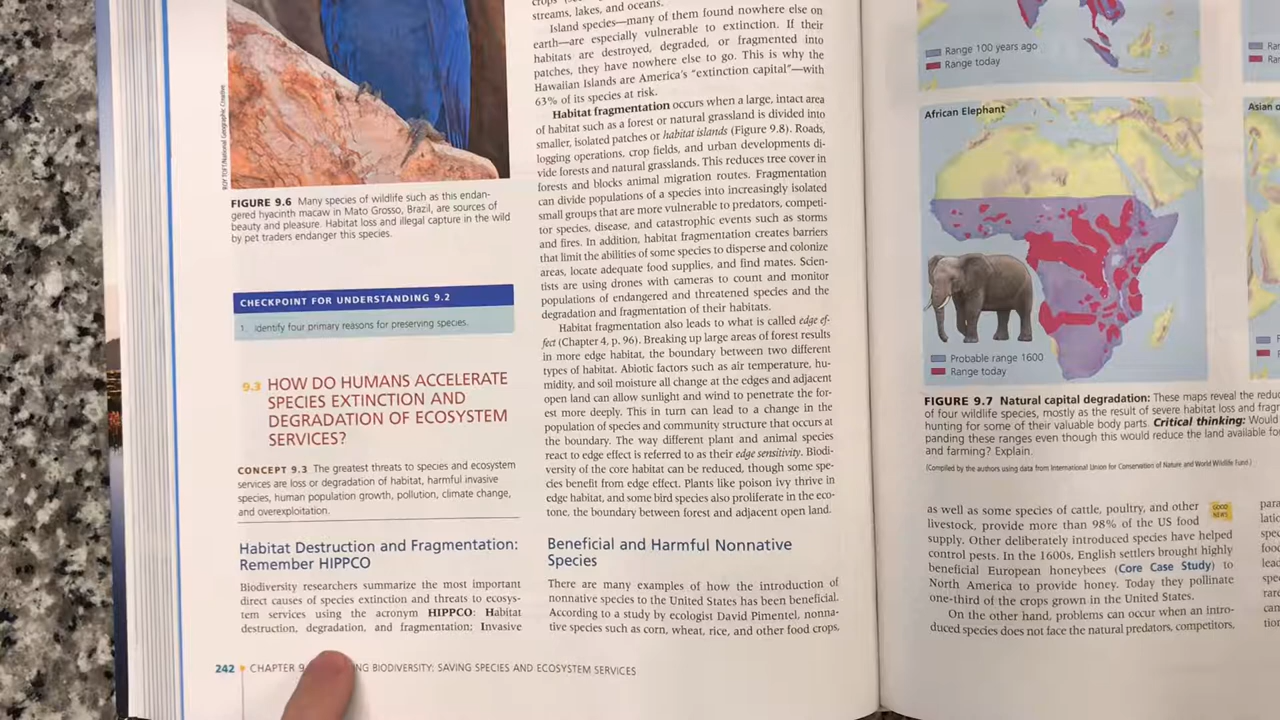 ROY TOFT/National Geographic Creative
FIGURE 9.6 Many species of wildlife such as this endan-
gered hyacinth macaw in Mato Grosso, Brazil, are sources of
beauty and pleasure. Habitat loss and illegal capture in the wild
by pet traders endanger this species.
CHECKPOINT FOR UNDERSTANDING 9.2
1. Identify four primary reasons for preserving species.
9.3 HOW DO HUMANS ACCELERATE
SPECIES EXTINCTION AND
DEGRADATION OF ECOSYSTEM
SERVICES?
CONCEPT 9.3 The greatest threats to species and ecosystem
services are loss or degradation of habitat, harmful invasive
species, human population growth, pollution, climate change,
and overexploitation.
Habitat Destruction and Fragmentation:
Remember HIPPCO
Biodiversity researchers summarize the most important
direct causes of species extinction and threats to ecosys-
tem services using the acronym HIPPCO: Habitat
destruction, degradation, and fragmentation; Invasive
streams, lakes, and oceans.
Island species—many of them found nowhere else on
earth—are especially vulnerable to extinction. If their
habitats are destroyed, degraded, or fragmented into
patches, they have nowhere else to go. This is why the
Hawaiian Islands are America's "extinction capital"—with
63% of its species at risk.
Habitat fragmentation occurs when a large, intact area
of habitat such as a forest or natural grassland is divided into
smaller, isolated patches or habitat islands (Figure 9.8). Roads,
logging operations, crop fields, and urban developments di-
vide forests and natural grasslands. This reduces tree cover in
forests and blocks animal migration routes. Fragmentation
can divide populations of a species into increasingly isolated
small groups that are more vulnerable to predators, competi-
tor species, disease, and catastrophic events such as storms
and fires. In addition, habitat fragmentation creates barriers
that limit the abilities of some species to disperse and colonize
areas, locate adequate food supplies, and find mates. Scien-
tists are using drones with cameras to count and monitor
populations of endangered and threatened species and the
degradation and fragmentation of their habitats.
Habitat fragmentation also leads to what is called edge ef-
fect (Chapter 4, p. 96). Breaking up large areas of forest results
in more edge habitat, the boundary between two different
types of habitat. Abiotic factors such as air temperature, hu-
midity, and soil moisture all change at the edges and adjacent
open land can allow sunlight and wind to penetrate the for-
est more deeply. This in turn can lead to a change in the
population of species and community structure that occurs at
the boundary. The way different plant and animal species
react to edge effect is referred to as their edge sensitivity. Biodi-
versity of the core habitat can be reduced, though some spe-
cies benefit from edge effect. Plants like poison ivy thrive in
edge habitat, and some bird species also proliferate in the eco-
tone, the boundary between forest and adjacent open land.
Beneficial and Harmful Nonnative
Species
There are many examples of how the introduction of
nonnative species to the United States has been beneficial.
According to a study by ecologist David Pimentel, nonna-
tive species such as corn, wheat, rice, and other food crops,
242 CHAPTER 9 BIODIVERSITY: SAVING SPECIES AND ECOSYSTEM SERVICES
Range 100 years ago
Range today
African Elephant
Probable range 1600
Range today
Asian
FIGURE 9.7 Natural capital degradation: These maps reveal the
of four wildlife species, mostly as the result of severe habitat loss and
hunting for some of their valuable body parts. Critical thinking: Would
panding these ranges even though this would reduce the land available
and farming? Explain.
(Compiled by the authors using data from International Union for Conservation of Nature and World Wildlife Fund.)
as well as some species of cattle, poultry, and other
livestock, provide more than 98% of the US food
supply. Other deliberately introduced species have helped
control pests. In the 1600s, English settlers brought highly
beneficial European honeybees (Core Case Study) to
North America to provide honey. Today they pollinate
one-third of the crops grown in the United States.
On the other hand, problems can occur when an intro-
duced species does not face the natural predators, competitors,
GOOD
NEWS